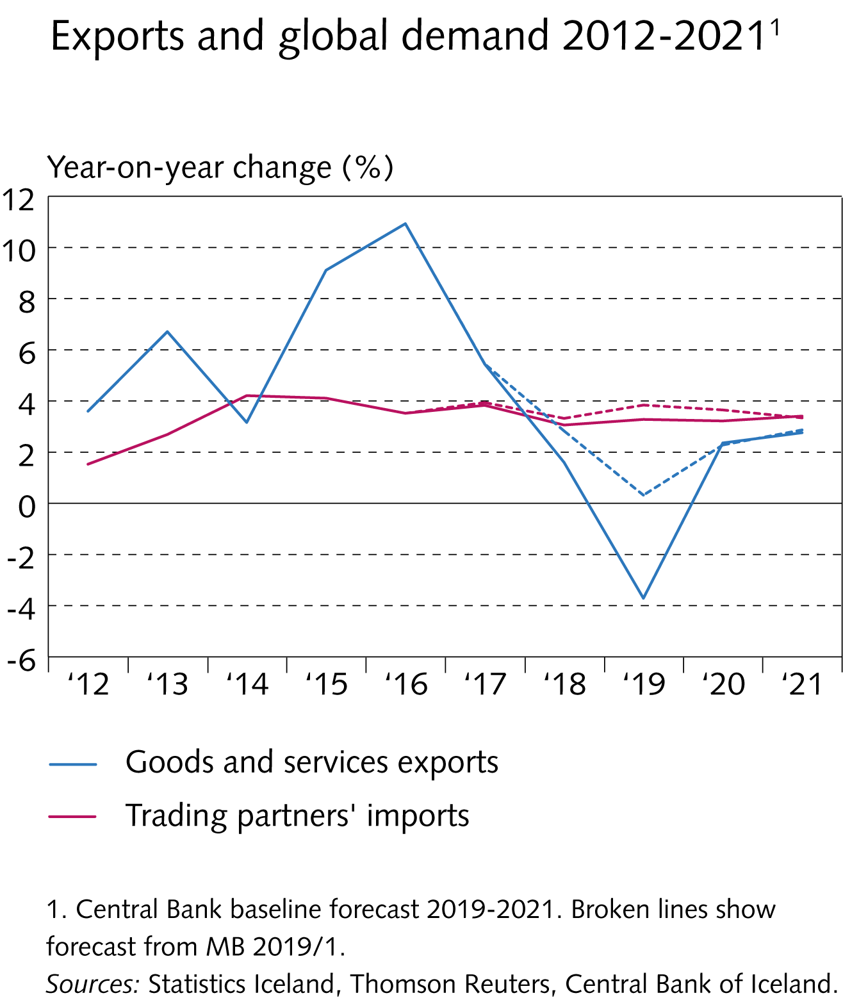 Exports and global demand 2012-2021¹
Year-on-year change (%)
12
10
8
6
4
2
0
-2
-4
-6
‘12 ‘13 ‘14 ‘15 ‘16 ‘17 ‘18 ‘19 ‘20 ‘21
Goods and services exports
Trading partners' imports
1. Central Bank baseline forecast 2019-2021. Broken lines show
forecast from MB 2019/1.
Sources: Statistics Iceland, Thomson Reuters, Central Bank of Iceland.